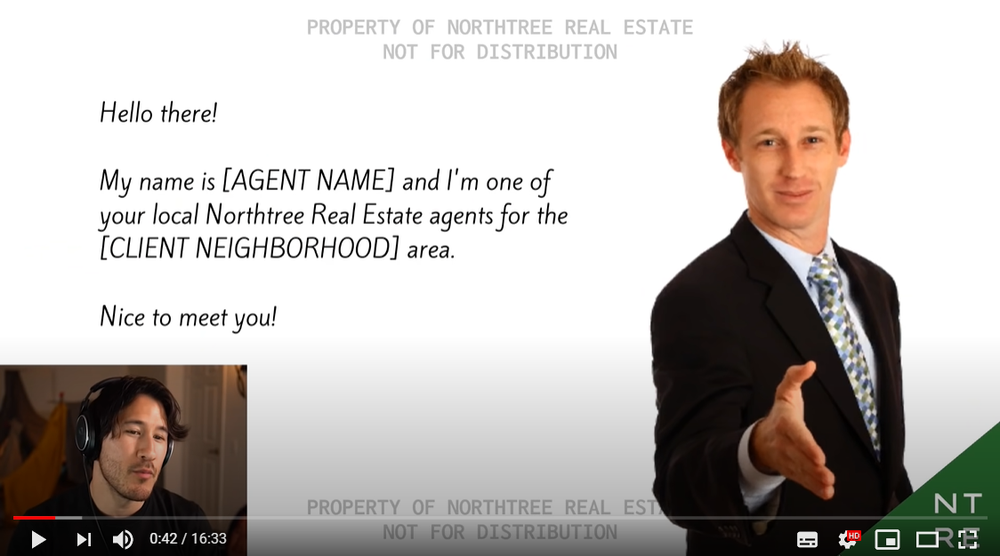 PROPERTY OF NORTHTREE REAL ESTATE
NOT FOR DISTRIBUTION
Hello there!
My name is [AGENT NAME] and I'm one of
your local Northtree Real Estate agents for the
[CLIENT NEIGHBORHOOD] area.
Nice to meet you!
PROPERTY OF NORTHTREE REAL ESTA
NOT FOR DISTRIBUTION
NT
RE
0:42 / 16:33
HD